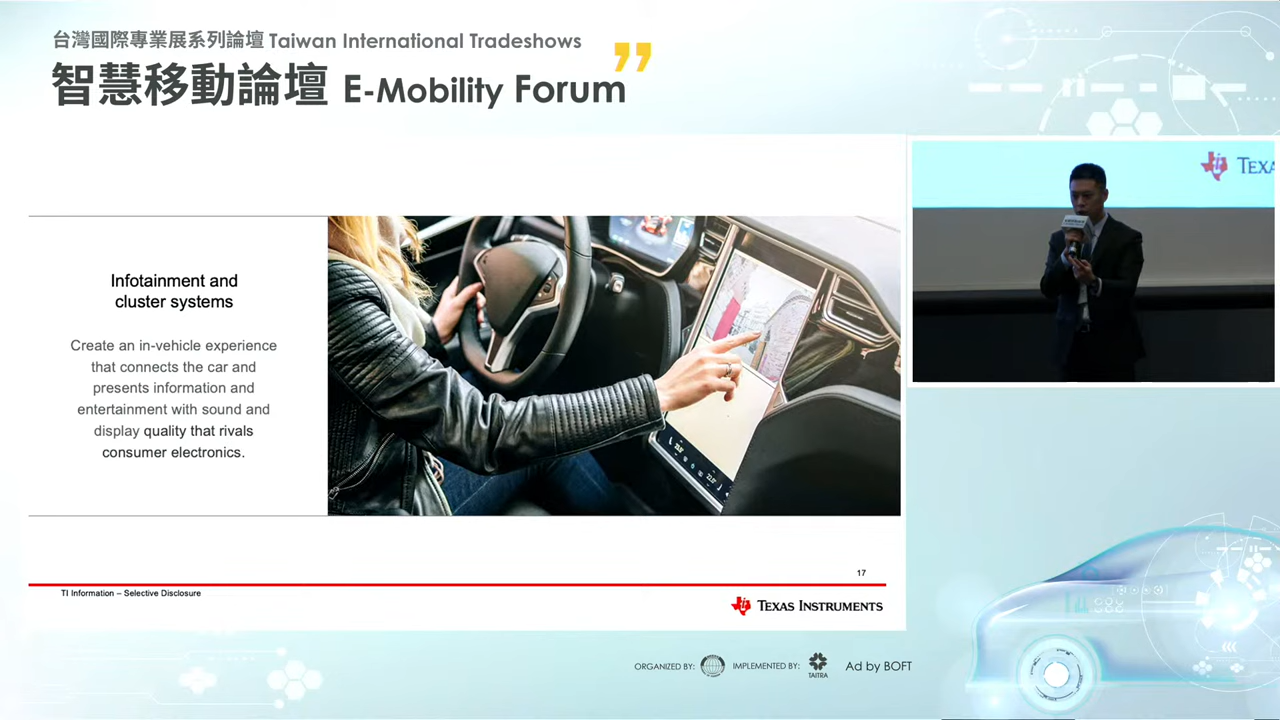 台灣國際專業展系列論壇 Taiwan International Tradeshows
智慧移動論壇 E-Mobility Forum
TEXA
Infotainment and
cluster systems
Create an in-vehicle experience
that connects the car and
presents information and
entertainment with sound and
display quality that rivals
consumer electronics.
17
TI Information – Selective Disclosure
TEXAS INSTRUMENTS
ORGANIZED BY: IMPLEMENTED BY: TAITRA Ad by BOFT